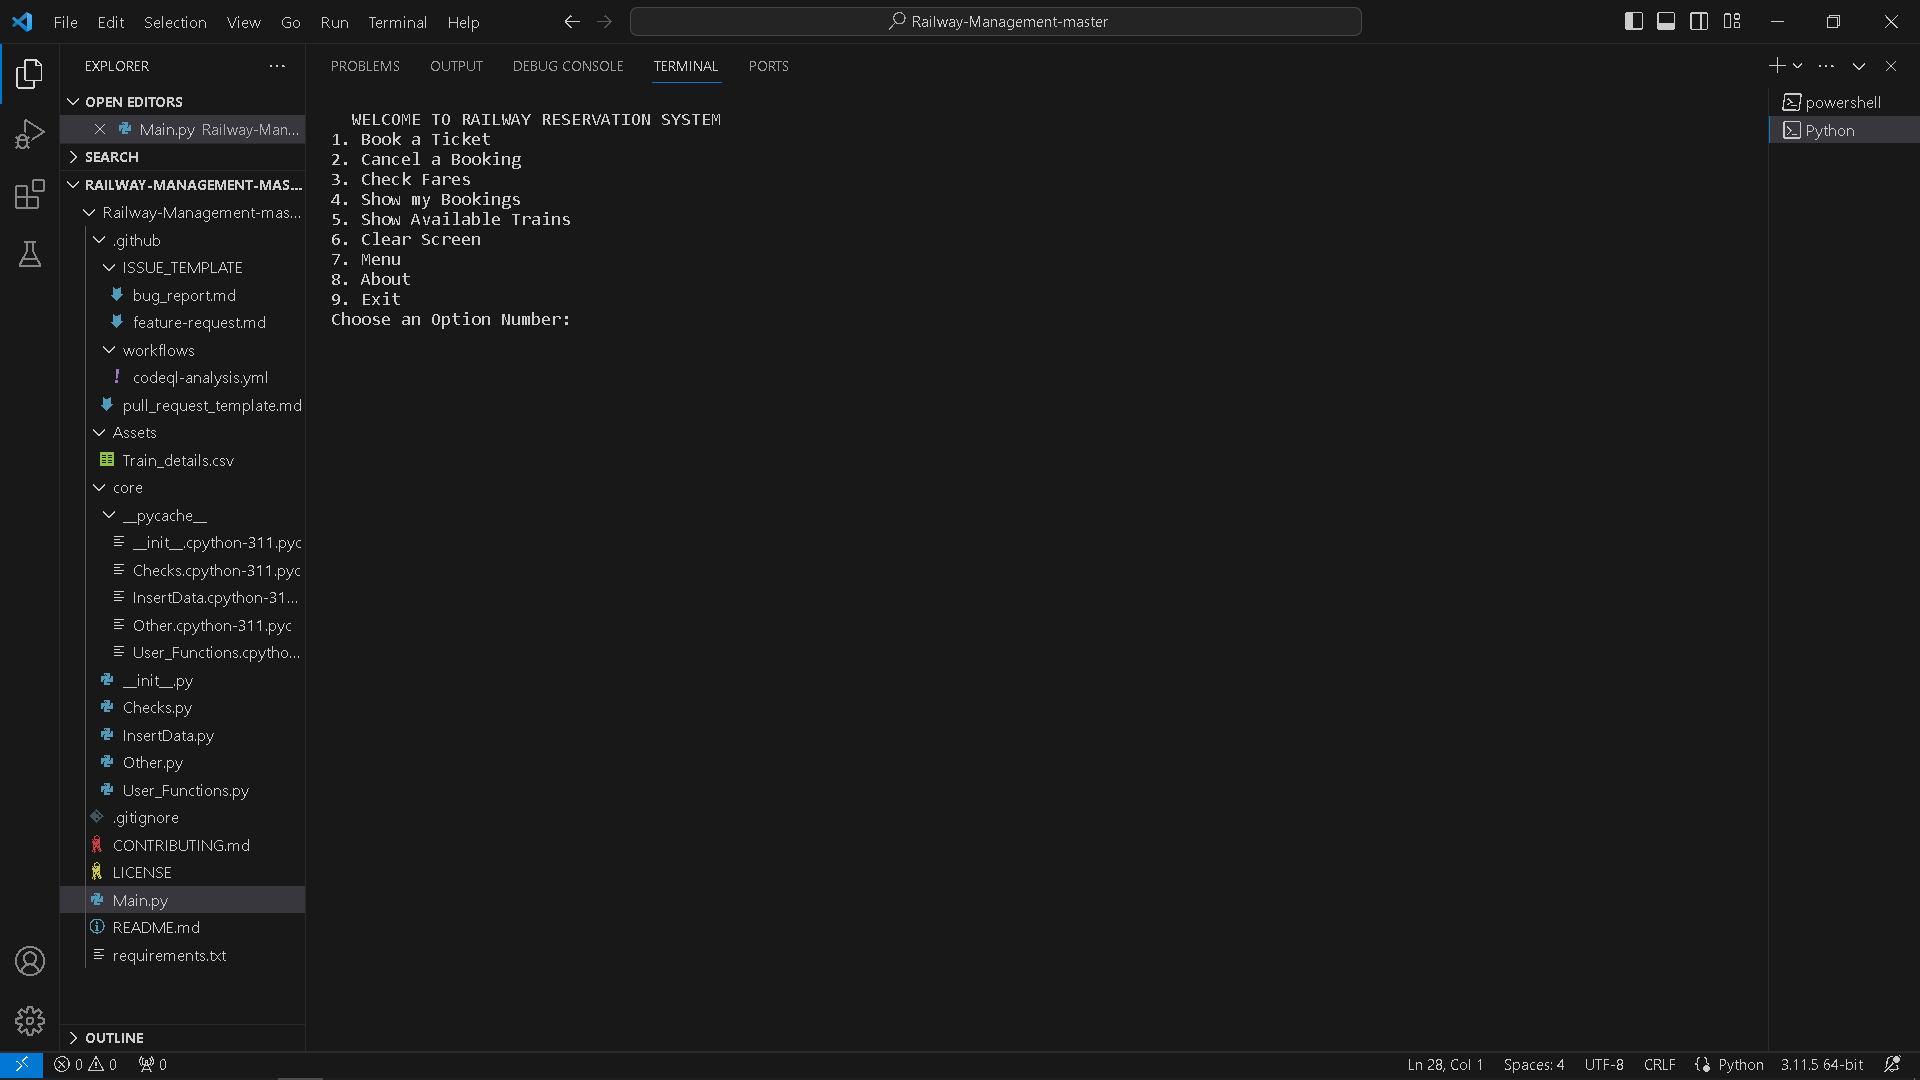 File Edit Selection View Go Run Terminal Help
Railway-Management-master
EXPLORER
OPEN EDITORS
Main.py Railway-Man...
SEARCH
RAILWAY-MANAGEMENT-MAS...
Railway-Management-mas...
.github
ISSUE_TEMPLATE
bug_report.md
feature-request.md
workflows
codeql-analysis.yml
pull_request_template.md
Assets
Train_details.csv
core
__pycache__
__init__.cpython-311.pyc
Checks.cpython-311.pyc
InsertData.cpython-31...
Other.cpython-311.pyc
User_Functions.cpytho...
__init__.py
Checks.py
InsertData.py
Other.py
User_Functions.py
.gitignore
CONTRIBUTING.md
LICENSE
Main.py
README.md
requirements.txt
OUTLINE
PROBLEMS OUTPUT DEBUG CONSOLE TERMINAL PORTS
WELCOME TO RAILWAY RESERVATION SYSTEM
1. Book a Ticket
2. Cancel a Booking
3. Check Fares
4. Show my Bookings
5. Show Available Trains
6. Clear Screen
7. Menu
8. About
9. Exit
Choose an Option Number:
powershell
Python
0 0 0
Ln 28, Col 1 Spaces: 4 UTF-8 CRLF Python 3.11.5 64-bit